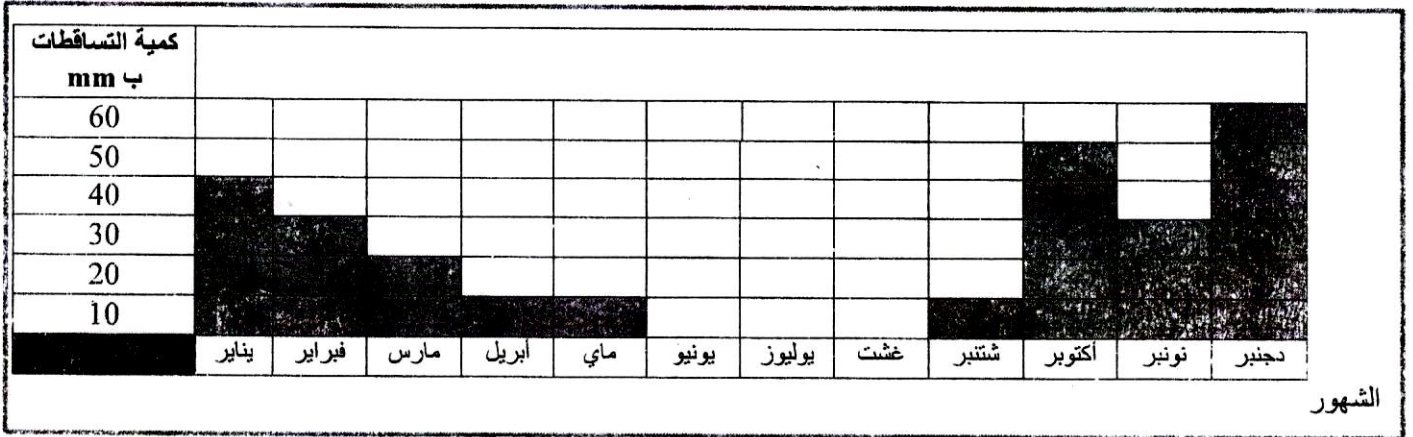 كمية التساقطات
ب mm
60
50
40
30
20
10
يناير فبراير مارس أبريل ماي يونيو يوليوز غشت شتنبر أكتوبر نونبر دجنبر
الشهور